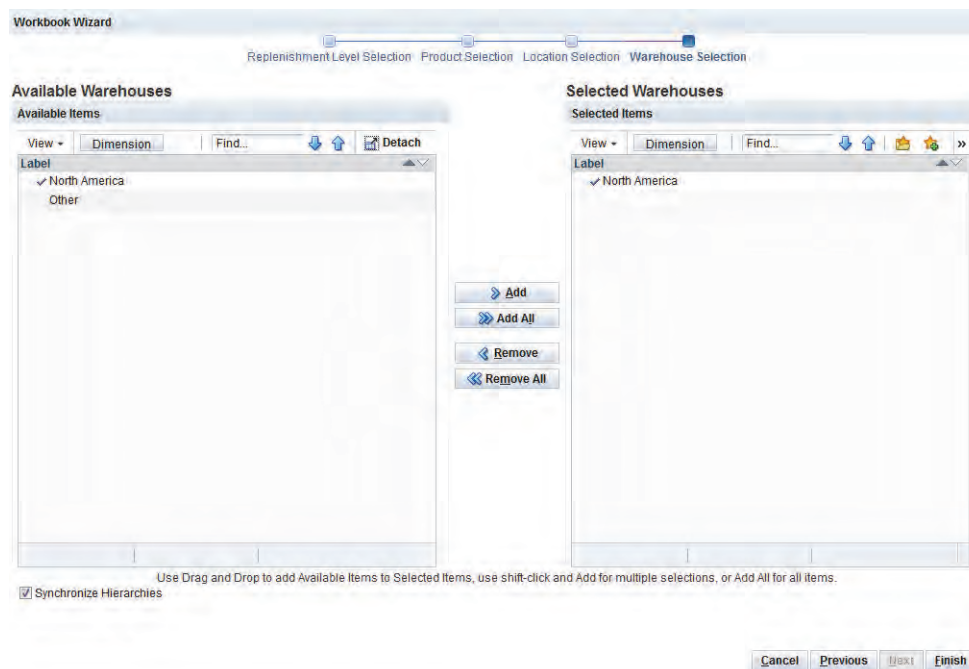 Workbook Wizard
Replenishment Level Selection Product Selection Location Selection Warehouse Selection
Available Warehouses
Available Items
View Dimension Find... Detach
Label
North America
Other
Add
Add All
Remove
Remove All
Selected Warehouses
Selected Items
View Dimension Find... »
Label
North America
Use Drag and Drop to add Available Items to Selected Items, use shift-click and Add for multiple selections, or Add All for all items.
Synchronize Hierarchies
Cancel Previous Next Finish